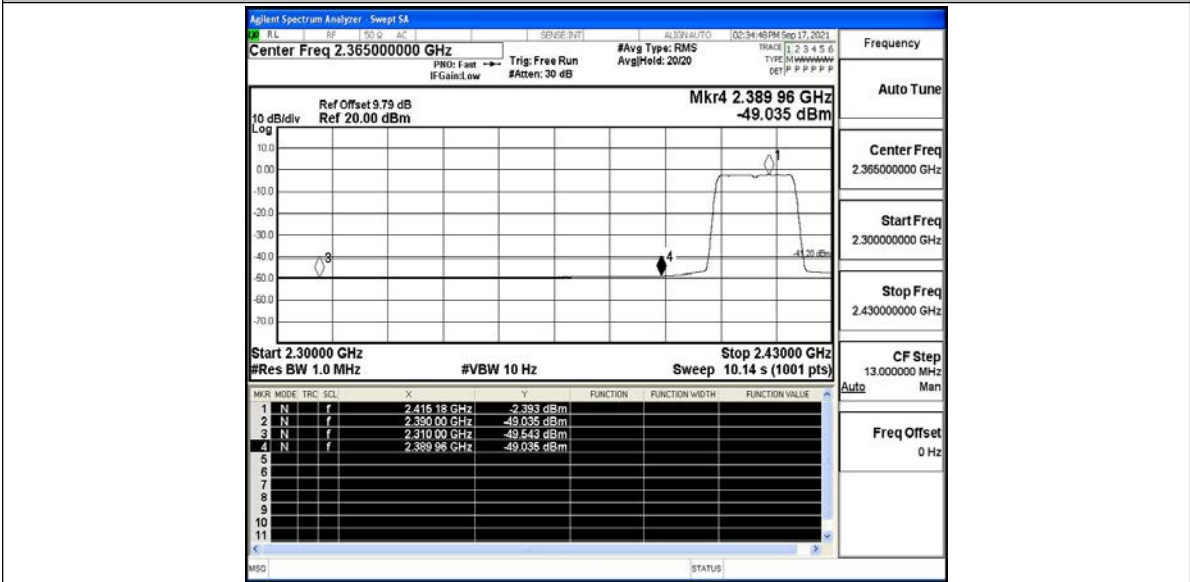 Agilent Spectrum Analyzer - Swept SA
RL RF 50 Ω AC SENSE:INT ALIGN AUTO 02:34:48 PM Sep 17, 2021
Center Freq 2.365000000 GHz
PNO: Fast
IFGain:Low
Trig: Free Run
#Atten: 30 dB
#Avg Type: RMS
Avg|Hold: 20/20
TRACE 1 2 3 4 5 6
TYPE MWWWWW
DET P P P P P P
Ref Offset 9.79 dB
10 dB/div Ref 20.00 dBm
Log
Mkr4 2.389 96 GHz
-49.035 dBm
10.0
0.00
-10.0
-20.0
-30.0
-40.0
-50.0
-60.0
-70.0
1
3
4
-41.20 dBm
Start 2.30000 GHz Stop 2.43000 GHz
#Res BW 1.0 MHz #VBW 10 Hz Sweep 10.14 s (1001 pts)
MKR MODE TRC SCL X Y FUNCTION FUNCTION WIDTH FUNCTION VALUE
1 N f 2.415 18 GHz -2.393 dBm
2 N f 2.390 00 GHz -49.035 dBm
3 N f 2.310 00 GHz -49.543 dBm
4 N f 2.389 96 GHz -49.035 dBm
5
6
7
8
9
10
11
MSG STATUS
Frequency
Auto Tune
Center Freq
2.365000000 GHz
Start Freq
2.300000000 GHz
Stop Freq
2.430000000 GHz
CF Step
13.000000 MHz
Auto Man
Freq Offset
0 Hz